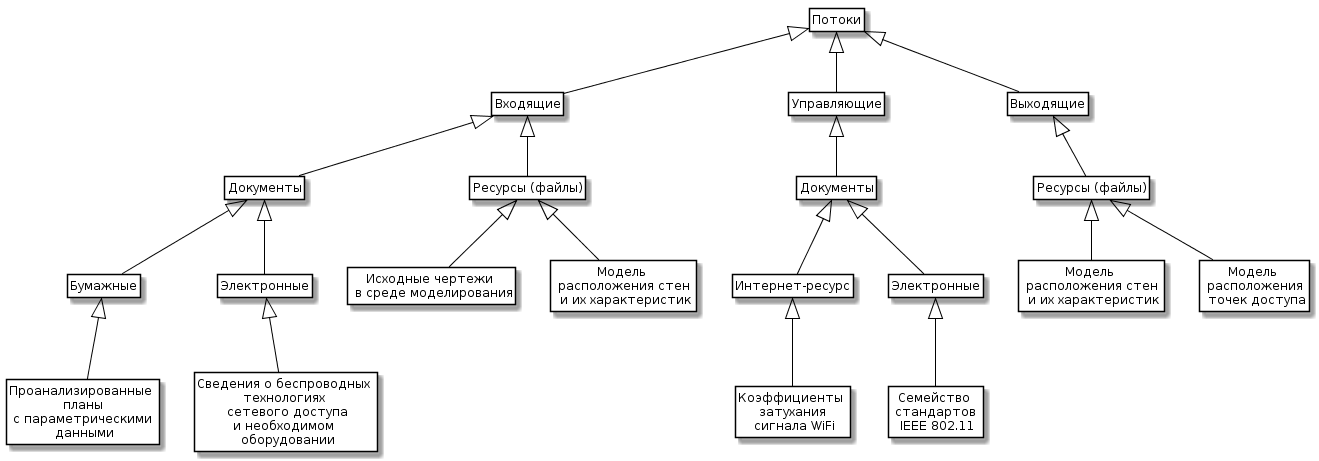 Потоки
Входящие
Управляющие
Выходящие
Документы
Ресурсы (файлы)
Документы
Ресурсы (файлы)
Бумажные
Электронные
Исходные чертежи
в среде моделирования
Модель
расположения стен
и их характеристик
Интернет-ресурс
Электронные
Модель
расположения стен
и их характеристик
Модель
расположения
точек доступа
Проанализированные
планы
с параметрическими
данными
Сведения о беспроводных
технологиях
сетевого доступа
и необходимом
оборудовании
Коэффициенты
затухания
сигнала WiFi
Семейство
стандартов
IEEE 802.11